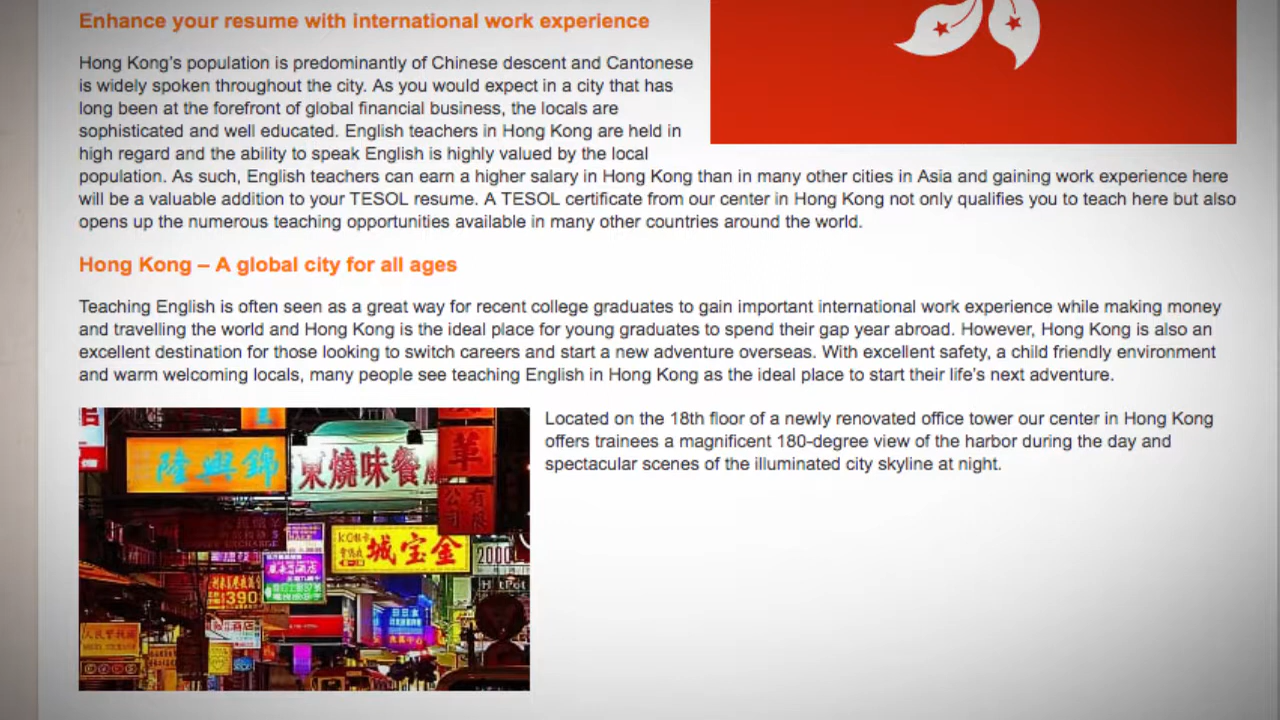 Enhance your resume with international work experience
Hong Kong's population is predominantly of Chinese descent and Cantonese
is widely spoken throughout the city. As you would expect in a city that has
long been at the forefront of global financial business, the locals are
sophisticated and well educated. English teachers in Hong Kong are held in
high regard and the ability to speak English is highly valued by the local
population. As such, English teachers can earn a higher salary in Hong Kong than in many other cities in Asia and gaining work experience here
will be a valuable addition to your TESOL resume. A TESOL certificate from our center in Hong Kong not only qualifies you to teach here but also
opens up the numerous teaching opportunities available in many other countries around the world.
Hong Kong – A global city for all ages
Teaching English is often seen as a great way for recent college graduates to gain important international work experience while making money
and travelling the world and Hong Kong is the ideal place for young graduates to spend their gap year abroad. However, Hong Kong is also an
excellent destination for those looking to switch careers and start a new adventure overseas. With excellent safety, a child friendly environment
and warm welcoming locals, many people see teaching English in Hong Kong as the ideal place to start their life's next adventure.
Located on the 18th floor of a newly renovated office tower our center in Hong Kong
offers trainees a magnificent 180-degree view of the harbor during the day and
spectacular scenes of the illuminated city skyline at night.
隆興錦
東燒味餐廳
革
有限
公司
城宝金
2000
390